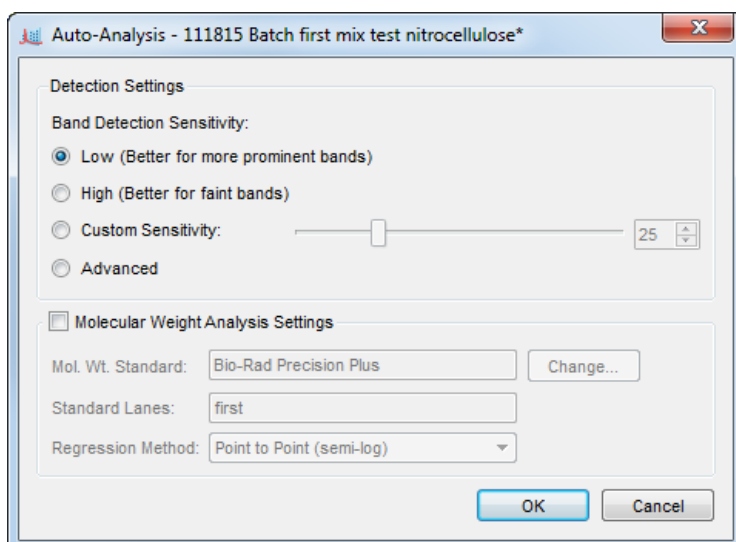 Auto-Analysis - 111815 Batch first mix test nitrocellulose*
Detection Settings
Band Detection Sensitivity:
Low (Better for more prominent bands)
High (Better for faint bands)
Custom Sensitivity: 25
Advanced
Molecular Weight Analysis Settings
Mol. Wt. Standard: Bio-Rad Precision Plus Change...
Standard Lanes: first
Regression Method: Point to Point (semi-log)
OK Cancel